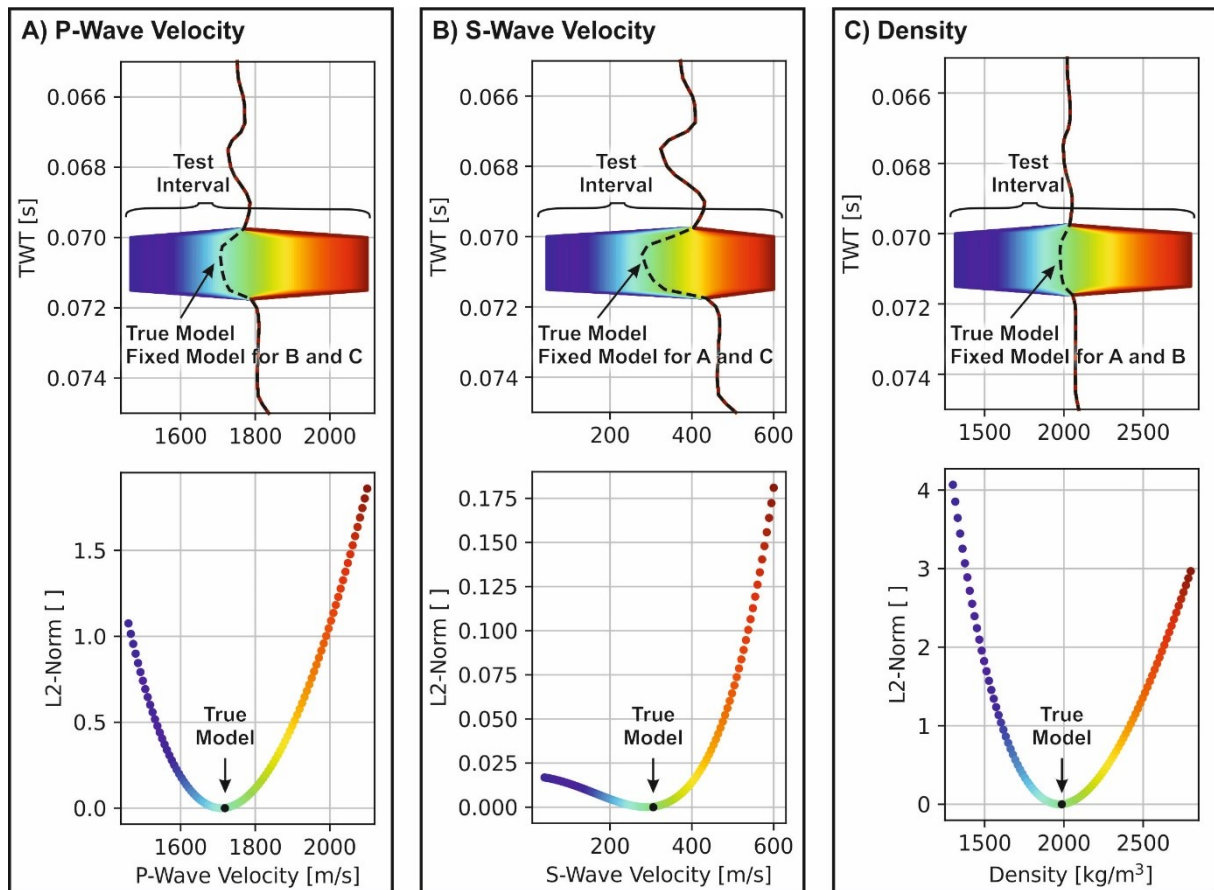 A) P-Wave Velocity
TWT [s]
0.066
0.068
0.070
0.072
0.074
Test
Interval
True Model
Fixed Model for B and C
1600
1800
2000
L2-Norm [ ]
1.5
1.0
0.5
0.0
True
Model
1600
1800
2000
P-Wave Velocity [m/s]
B) S-Wave Velocity
TWT [s]
0.066
0.068
0.070
0.072
0.074
Test
Interval
True Model
Fixed Model for A and C
200
400
600
L2-Norm [ ]
0.175
0.150
0.125
0.100
0.075
0.050
0.025
0.000
True
Model
200
400
600
S-Wave Velocity [m/s]
C) Density
TWT [s]
0.066
0.068
0.070
0.072
0.074
Test
Interval
True Model
Fixed Model for A and B
1500
2000
2500
L2-Norm [ ]
4
3
2
1
0
True
Model
1500
2000
2500
Density [kg/m³]